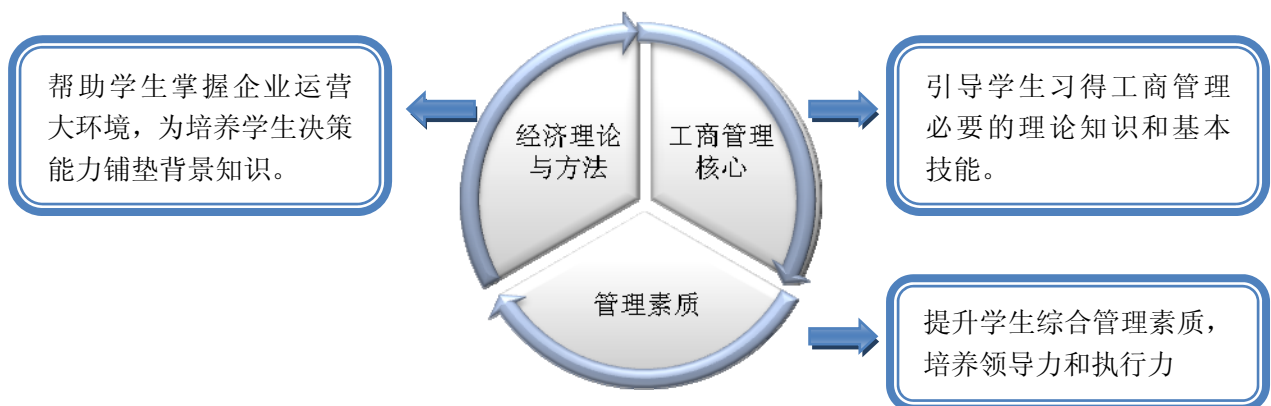 帮助学生掌握企业运营
大环境，为培养学生决策
能力铺垫背景知识。
经济理论
与方法
工商管理
核心
引导学生习得工商管理
必要的理论知识和基本
技能。
管理素质
提升学生综合管理素质，
培养领导力和执行力